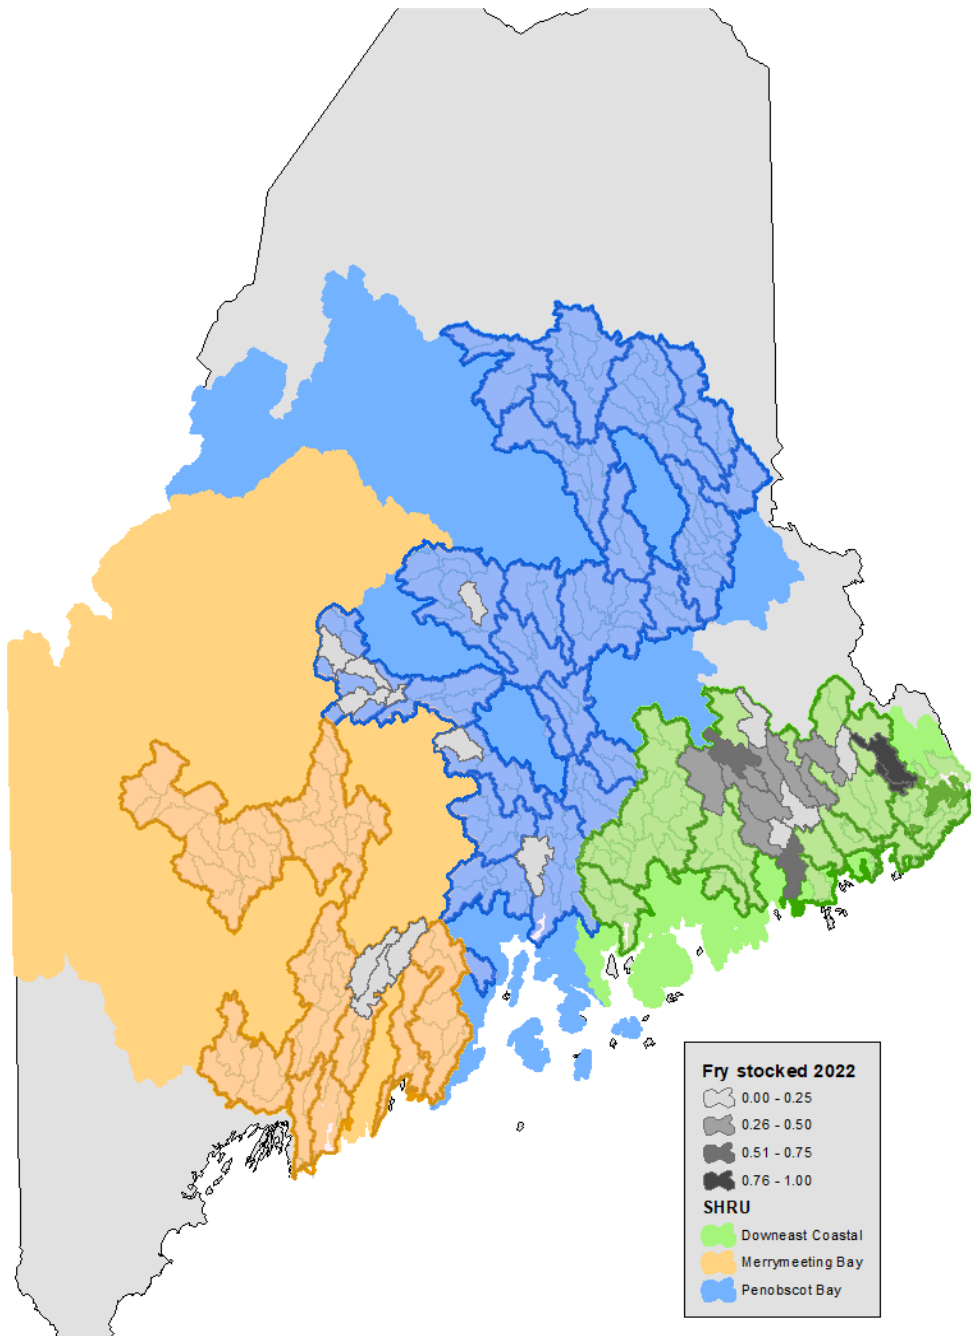 Fry stocked 2022
0.00 - 0.25
0.26 - 0.50
0.51 - 0.75
0.76 - 1.00
SHRU
Downeast Coastal
Merrymeeting Bay
Penobscot Bay